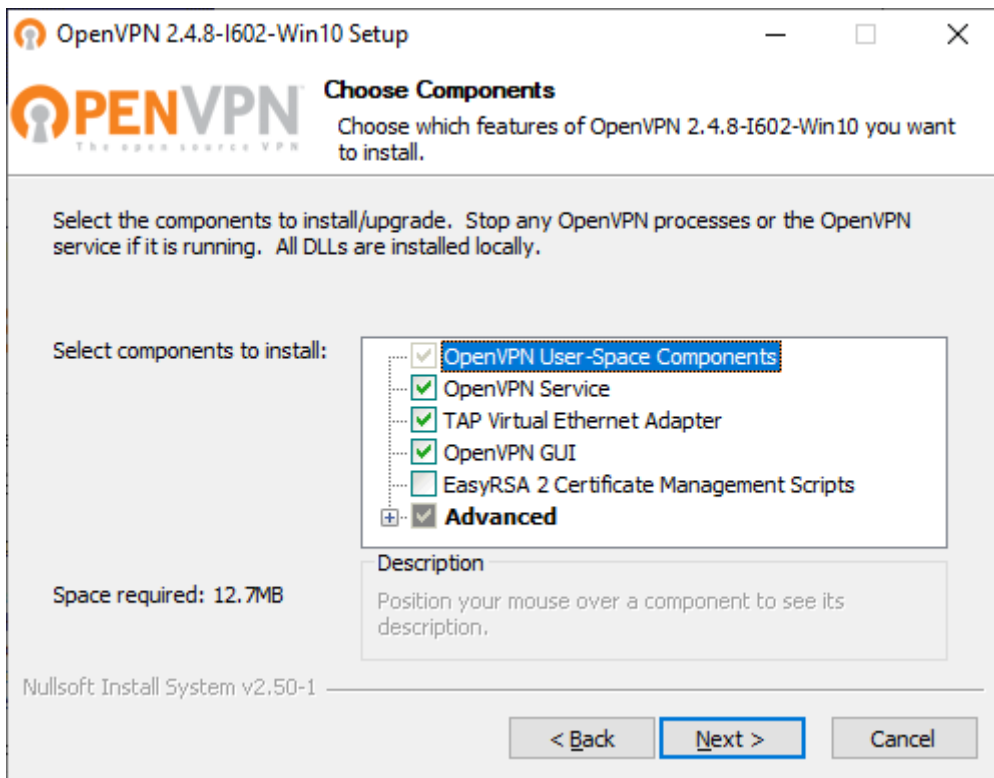 OpenVPN 2.4.8-I602-Win10 Setup
OPENVPN
The open source VPN
Choose Components
Choose which features of OpenVPN 2.4.8-I602-Win10 you want
to install.
Select the components to install/upgrade. Stop any OpenVPN processes or the OpenVPN
service if it is running. All DLLs are installed locally.
Select components to install:
OpenVPN User-Space Components
OpenVPN Service
TAP Virtual Ethernet Adapter
OpenVPN GUI
EasyRSA 2 Certificate Management Scripts
Advanced
Space required: 12.7MB
Description
Position your mouse over a component to see its
description.
Nullsoft Install System v2.50-1
< Back
Next >
Cancel